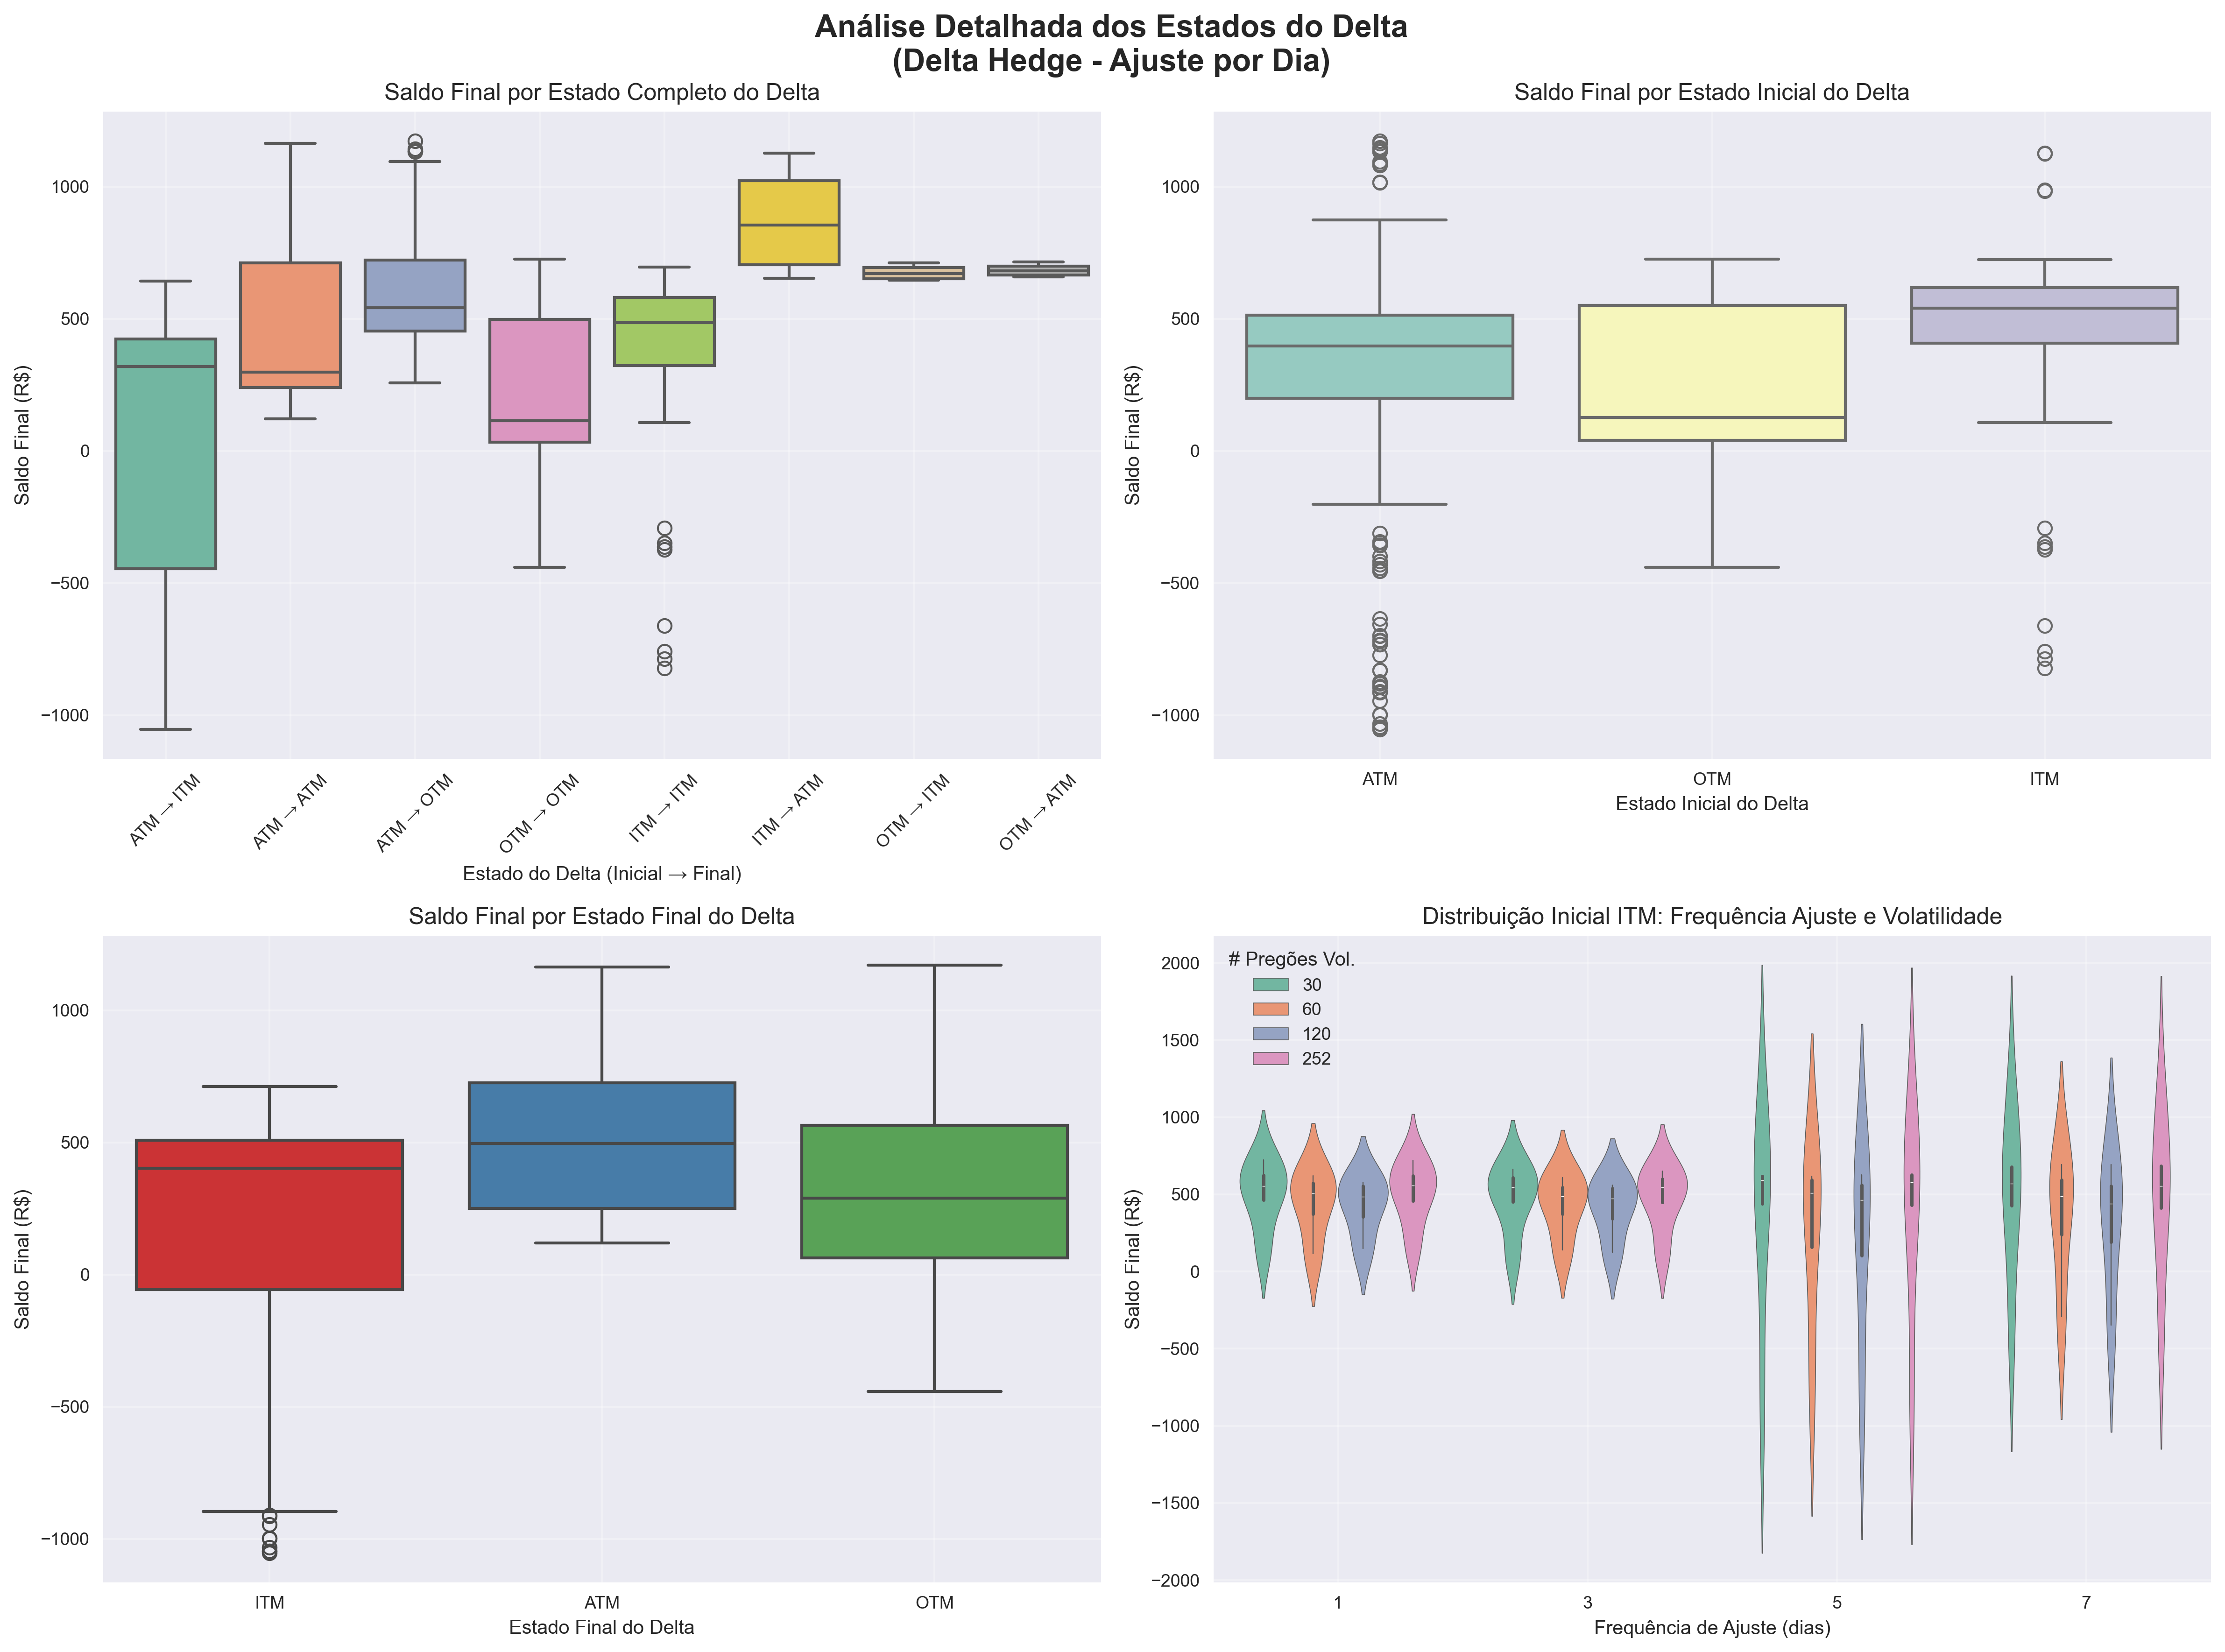 Análise Detalhada dos Estados do Delta
(Delta Hedge - Ajuste por Dia)
Saldo Final por Estado Completo do Delta
Saldo Final (R$)
1000
500
0
−500
−1000
ATM → ITM
ATM → ATM
ATM → OTM
OTM → OTM
ITM → ITM
ITM → ATM
OTM → ITM
OTM → ATM
Estado do Delta (Inicial → Final)
Saldo Final por Estado Inicial do Delta
Saldo Final (R$)
1000
500
0
−500
−1000
ATM
OTM
ITM
Estado Inicial do Delta
Saldo Final por Estado Final do Delta
Saldo Final (R$)
1000
500
0
−500
−1000
ITM
ATM
OTM
Estado Final do Delta
Distribuição Inicial ITM: Frequência Ajuste e Volatilidade
# Pregões Vol.
30
60
120
252
Saldo Final (R$)
2000
1500
1000
500
0
−500
−1000
−1500
−2000
1
3
5
7
Frequência de Ajuste (dias)